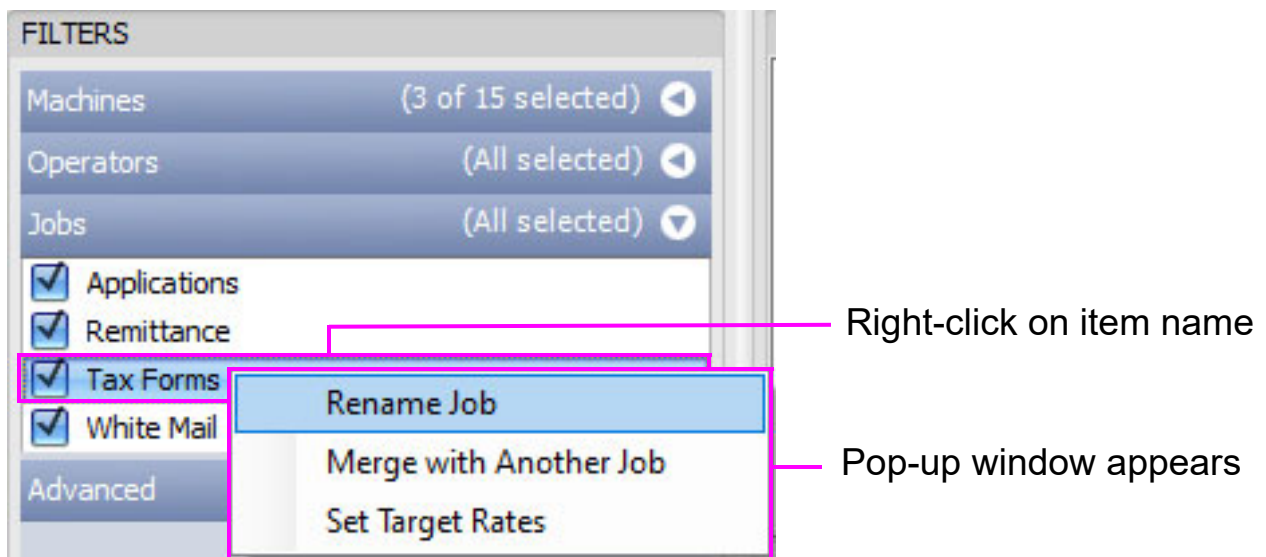 FILTERS
Machines (3 of 15 selected)
Operators (All selected)
Jobs (All selected)
Applications
Remittance
Tax Forms
White Mail
Advanced
Rename Job
Merge with Another Job
Set Target Rates
Right-click on item name
Pop-up window appears